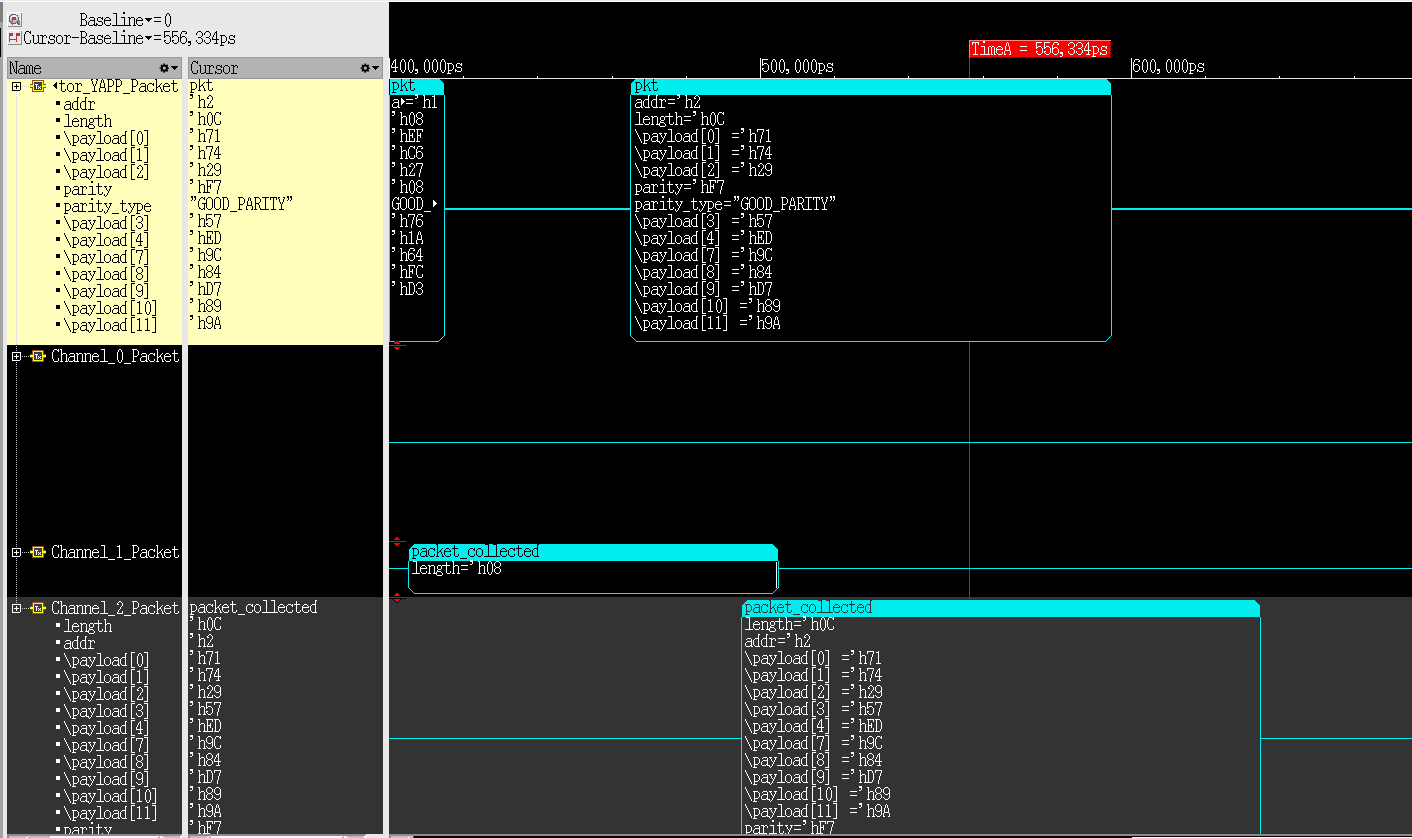 Baseline▾=0
Cursor-Baseline▾=556,334ps
TimeA = 556,334ps
Name
Cursor
400,000ps
500,000ps
600,000ps
tor_YAPP_Packet
pkt
addr
'h2
length
'h0C
\payload[0]
'h71
\payload[1]
'h74
\payload[2]
'h29
parity
'hF7
parity_type
"GOOD_PARITY"
\payload[3]
'h57
\payload[4]
'hED
\payload[7]
'h9C
\payload[8]
'h84
\payload[9]
'hD7
\payload[10]
'h89
\payload[11]
'h9A
pkt
a▸='h1
'h08
'hEF
'hC6
'h27
'h08
GOOD_▸
'h76
'h1A
'h64
'hFC
'hD3
pkt
addr='h2
length='h0C
\payload[0] ='h71
\payload[1] ='h74
\payload[2] ='h29
parity='hF7
parity_type="GOOD_PARITY"
\payload[3] ='h57
\payload[4] ='hED
\payload[7] ='h9C
\payload[8] ='h84
\payload[9] ='hD7
\payload[10] ='h89
\payload[11] ='h9A
Channel_0_Packet
Channel_1_Packet
packet_collected
length='h08
Channel_2_Packet
packet_collected
length
'h0C
addr
'h2
\payload[0]
'h71
\payload[1]
'h74
\payload[2]
'h29
\payload[3]
'h57
\payload[4]
'hED
\payload[7]
'h9C
\payload[8]
'h84
\payload[9]
'hD7
\payload[10]
'h89
\payload[11]
'h9A
parity
'hF7
packet_collected
length='h0C
addr='h2
\payload[0] ='h71
\payload[1] ='h74
\payload[2] ='h29
\payload[3] ='h57
\payload[4] ='hED
\payload[7] ='h9C
\payload[8] ='h84
\payload[9] ='hD7
\payload[10] ='h89
\payload[11] ='h9A
parity='hF7